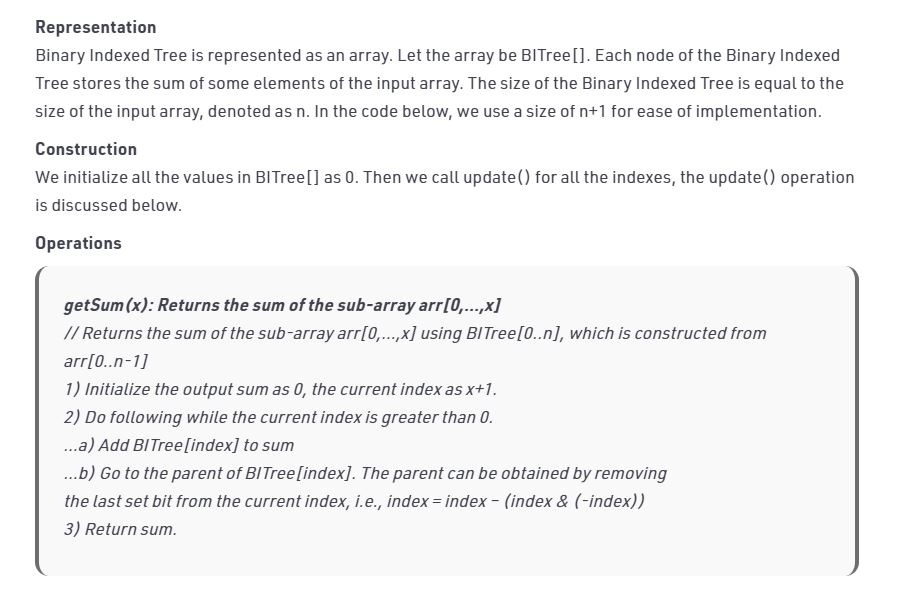 Representation
Binary Indexed Tree is represented as an array. Let the array be BITree[]. Each node of the Binary Indexed
Tree stores the sum of some elements of the input array. The size of the Binary Indexed Tree is equal to the
size of the input array, denoted as n. In the code below, we use a size of n+1 for ease of implementation.
Construction
We initialize all the values in BITree[] as 0. Then we call update() for all the indexes, the update() operation
is discussed below.
Operations
getSum(x): Returns the sum of the sub-array arr[0,...,x]
// Returns the sum of the sub-array arr[0,...,x] using BITree[0..n], which is constructed from
arr[0..n-1]
1) Initialize the output sum as 0, the current index as x+1.
2) Do following while the current index is greater than 0.
...a) Add BITree[index] to sum
...b) Go to the parent of BITree[index]. The parent can be obtained by removing
the last set bit from the current index, i.e., index = index – (index & (-index))
3) Return sum.